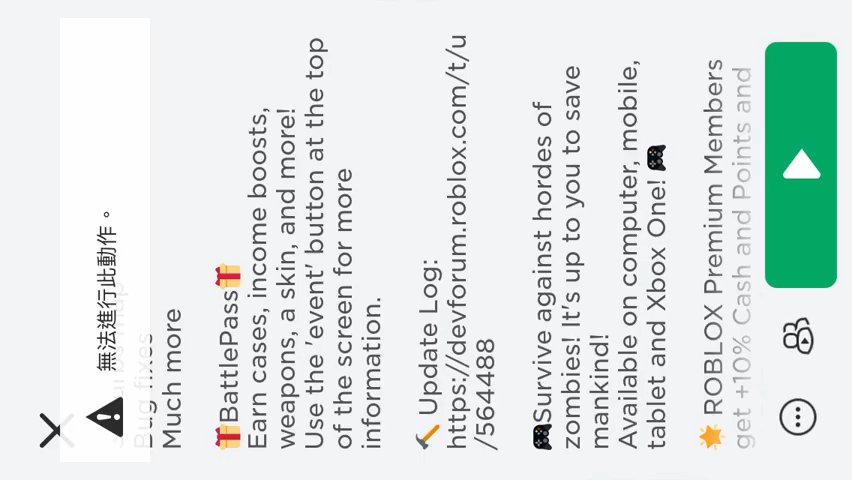 無法進行此動作。
Bug fixes
Much more
🎁BattlePass🎁
Earn cases, income boosts,
weapons, a skin, and more!
Use the 'event' button at the top
of the screen for more
information.
🔨 Update Log:
https://devforum.roblox.com/t/u
/564488
🎮Survive against hordes of
zombies! It's up to you to save
mankind!
Available on computer, mobile,
tablet and Xbox One! 🎮
🌟 ROBLOX Premium Members
get +10% Cash and Points and